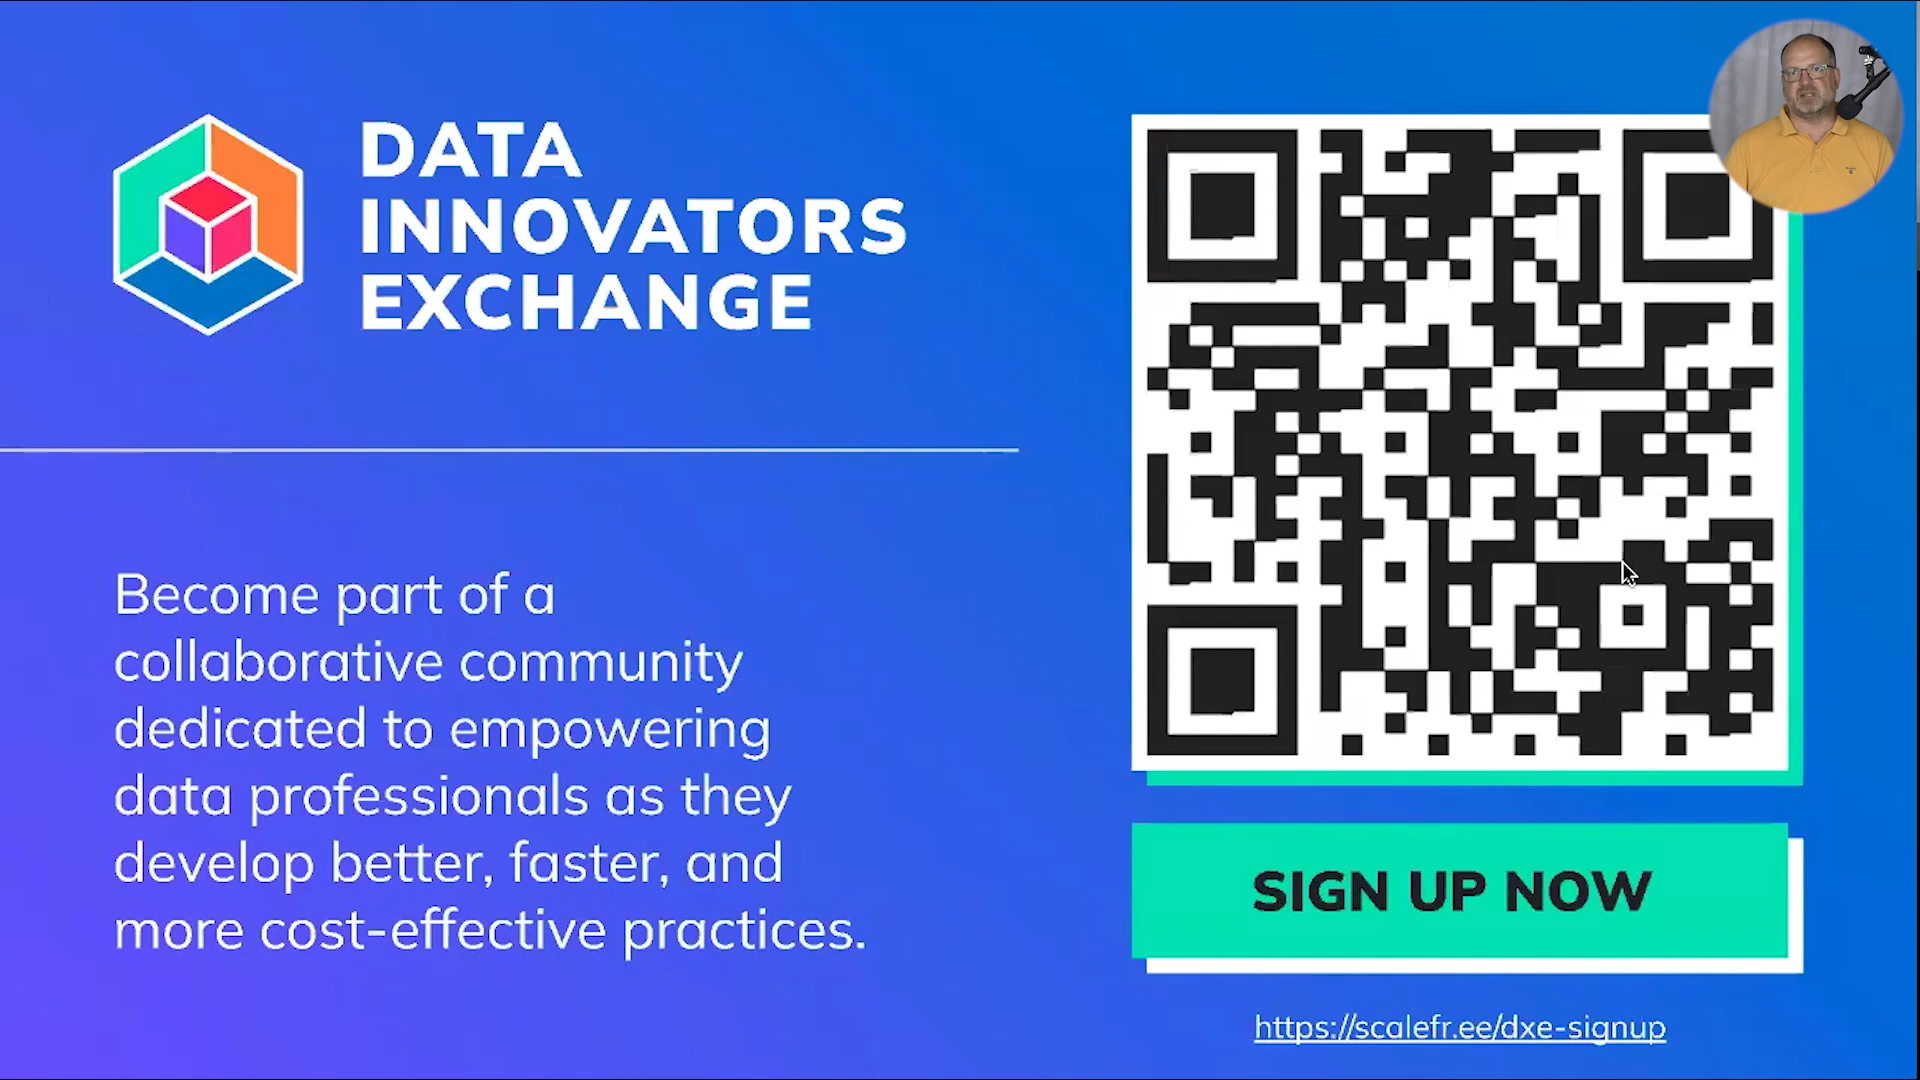 DATA
INNOVATORS
EXCHANGE
Become part of a
collaborative community
dedicated to empowering
data professionals as they
develop better, faster, and
more cost-effective practices.
SIGN UP NOW
https://scalefr.ee/dxe-signup